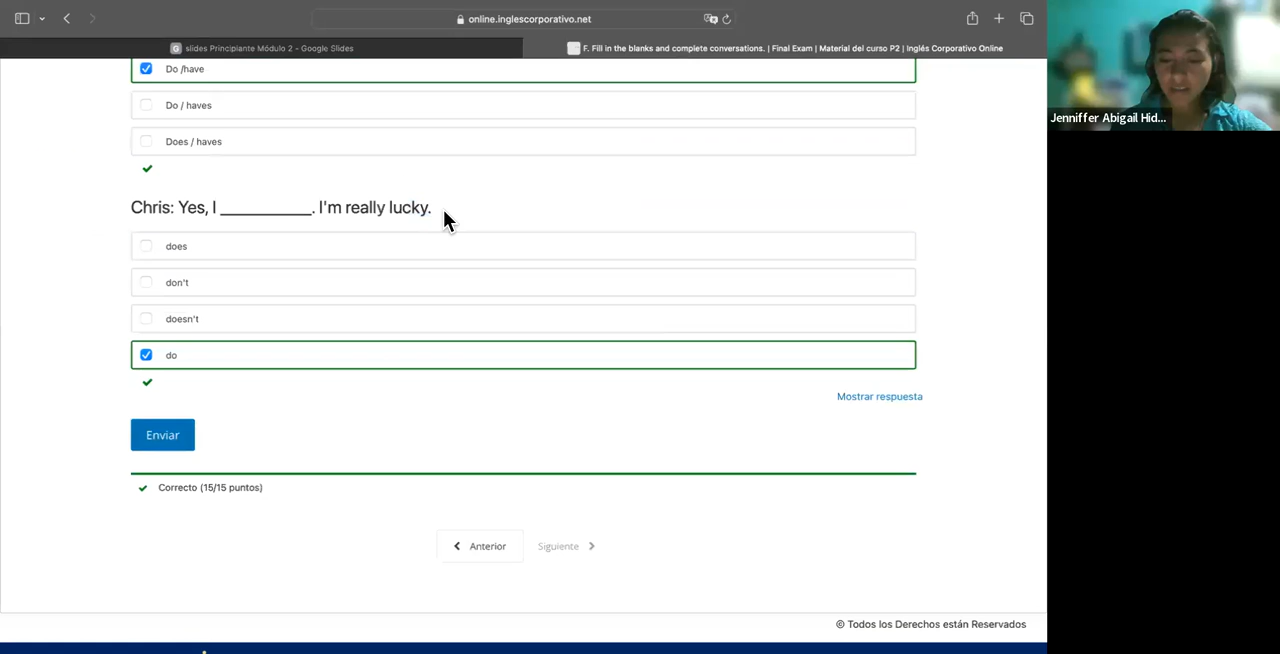 online.inglescorporativo.net
slides Principiante Módulo 2 - Google Slides
F. Fill in the blanks and complete conversations. | Final Exam | Material del curso P2 | Inglés Corporativo Online
Jenniffer Abigail Hid...
Do /have
Do / haves
Does / haves
Chris: Yes, I __________. I'm really lucky.
does
don't
doesn't
do
Mostrar respuesta
Enviar
Correcto (15/15 puntos)
Anterior
Siguiente
© Todos los Derechos están Reservados